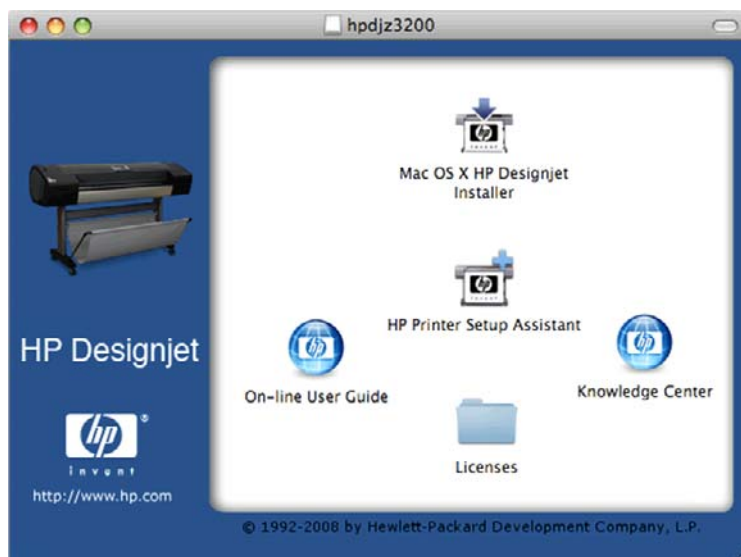 hpdjz3200
Mac OS X HP Designjet
Installer
HP Printer Setup Assistant
On-line User Guide
Knowledge Center
Licenses
HP Designjet
hp
®
invent
http://www.hp.com
© 1992-2008 by Hewlett-Packard Development Company, L.P.